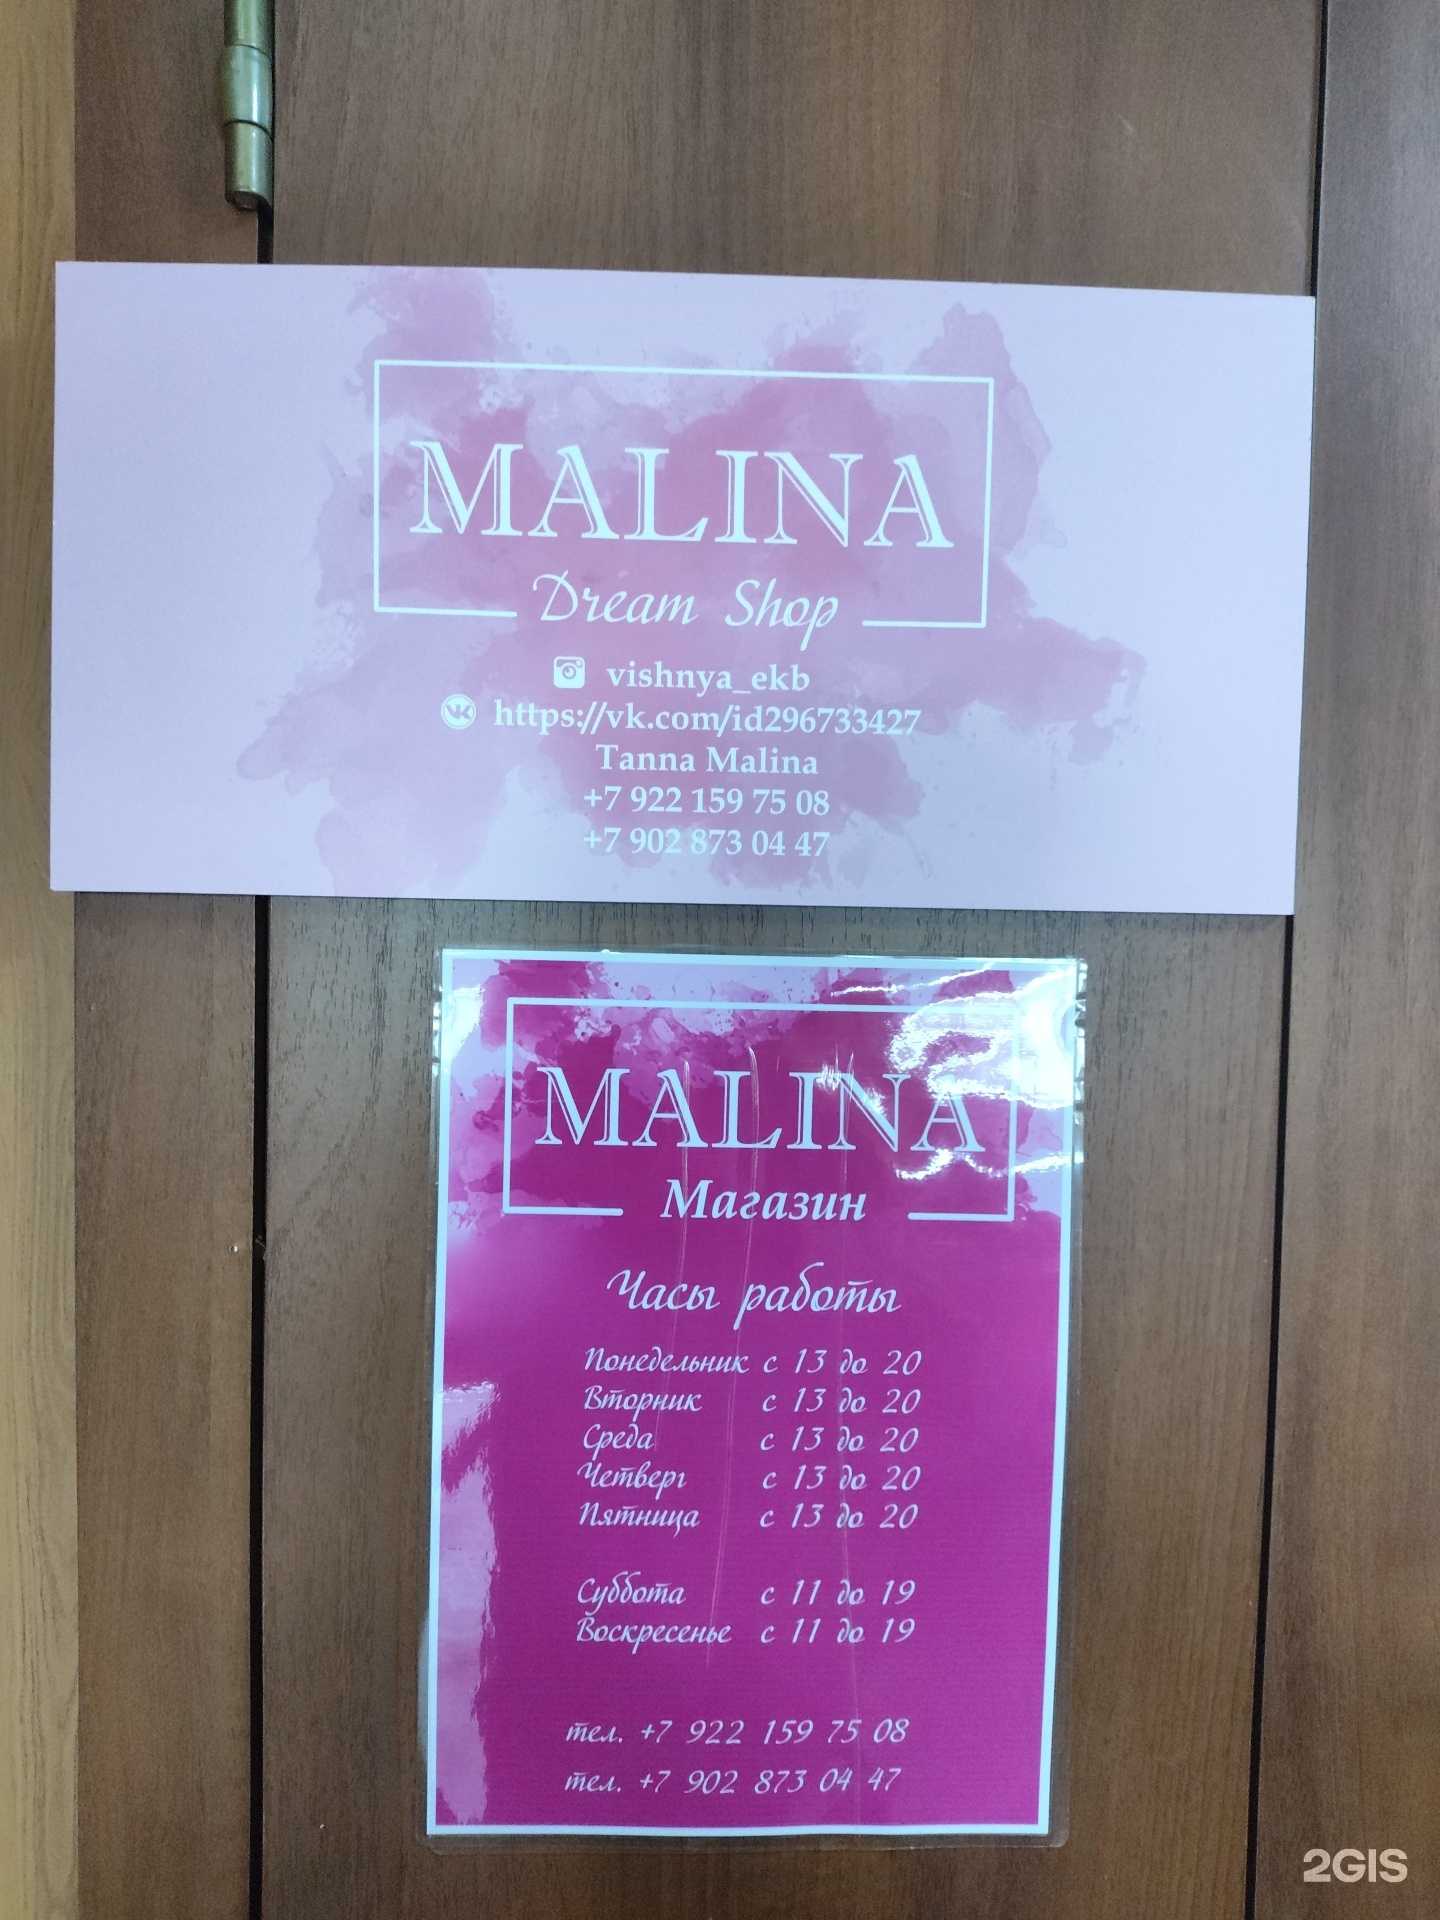 MALINA
Dream Shop
vishnya_ekb
https://vk.com/id296733427
Tanna Malina
+7 922 159 75 08
+7 902 873 04 47
MALINA
Магазин
Часы работы
Понедельник с 13 до 20
Вторник с 13 до 20
Среда с 13 до 20
Четверг с 13 до 20
Пятница с 13 до 20
Суббота с 11 до 19
Воскресенье с 11 до 19
тел. +7 922 159 75 08
тел. +7 902 873 04 47
2GIS